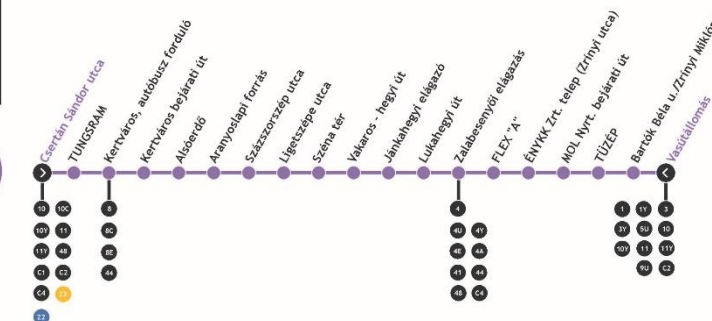 Csertán Sándor utca
TUNGSRAM
Kertváros, autóbusz forduló
Kertváros bejárati út
Alsóerdő
Aranyoslapi forrás
Százszorszép utca
Ligetszépe utca
Széna tér
Vakaros - hegyi út
Jánkahegyi elágazó
Lukahegyi út
Zalabesenyői elágazás
FLEX "A"
ÉNYKK Zrt. telep (Zrínyi utca)
MOL Nyrt. bejárati út
TÜZÉP
Bartók Béla u./Zrínyi Mikló
Vasútállomás
10 10C
10Y 11
11Y 48
C1 C2
C4
8
8C
8E
44
4
4U 4Y
4E 4A
41 44
48 C4
1 1Y 3
3Y 5U 10
10Y 11 11Y
9U C2